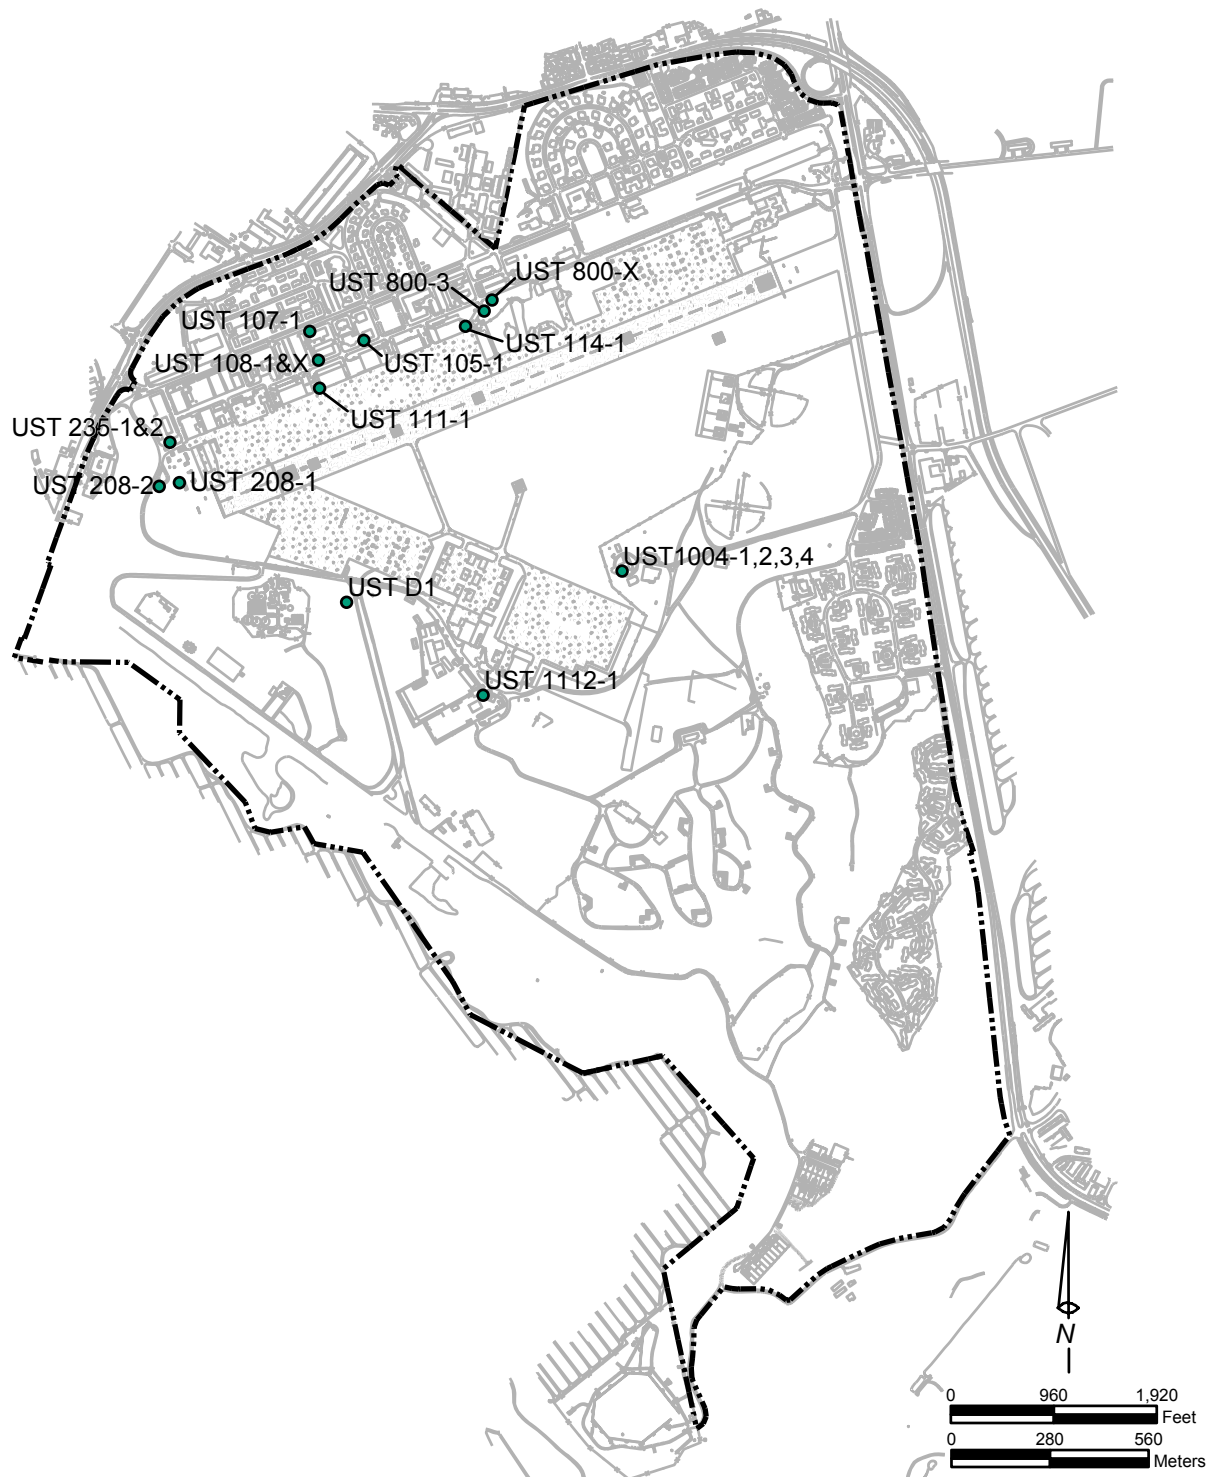 UST 800-X
UST 800-3
UST 107-1
UST 114-1
UST 108-1&X
UST 105-1
UST 111-1
UST 235-1&2
UST 208-2
UST 208-1
UST1004-1,2,3,4
UST D1
UST 1112-1
N
0 960 1,920
Feet
0 280 560
Meters